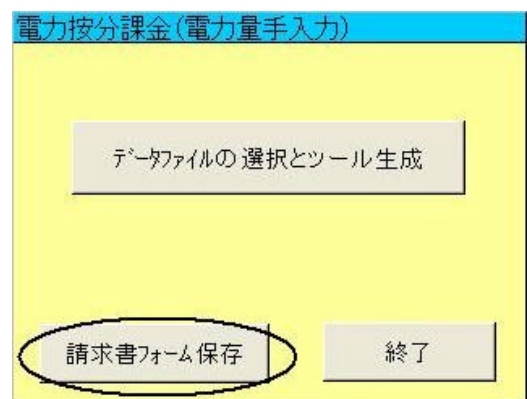 電力按分課金(電力量手入力)
ﾃﾞｰﾀﾌｧｲﾙの選択とツール生成
請求書ﾌｫｰﾑ保存
終了